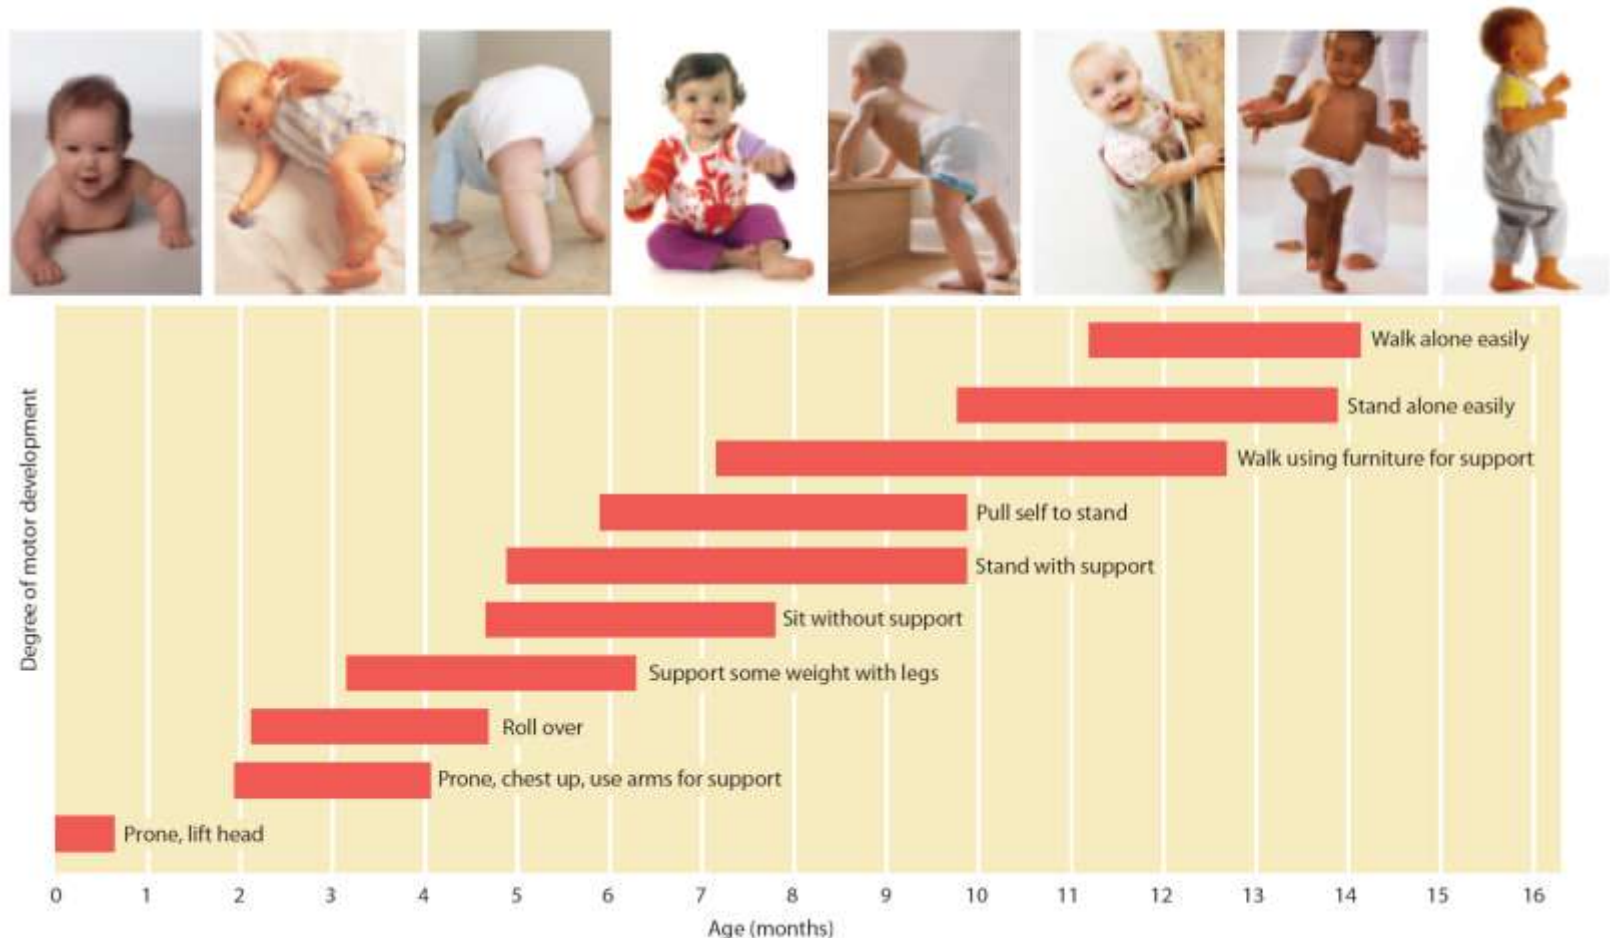 Degree of motor development
Walk alone easily
Stand alone easily
Walk using furniture for support
Pull self to stand
Stand with support
Sit without support
Support some weight with legs
Roll over
Prone, chest up, use arms for support
Prone, lift head
0 1 2 3 4 5 6 7 8 9 10 11 12 13 14 15 16
Age (months)